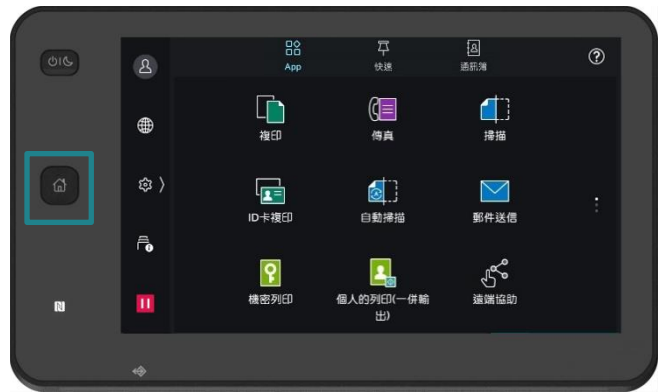 App
快速
通訊簿
複印
傳真
掃描
ID卡複印
自動掃描
郵件送信
機密列印
個人的列印(一併輸
出)
遠端協助